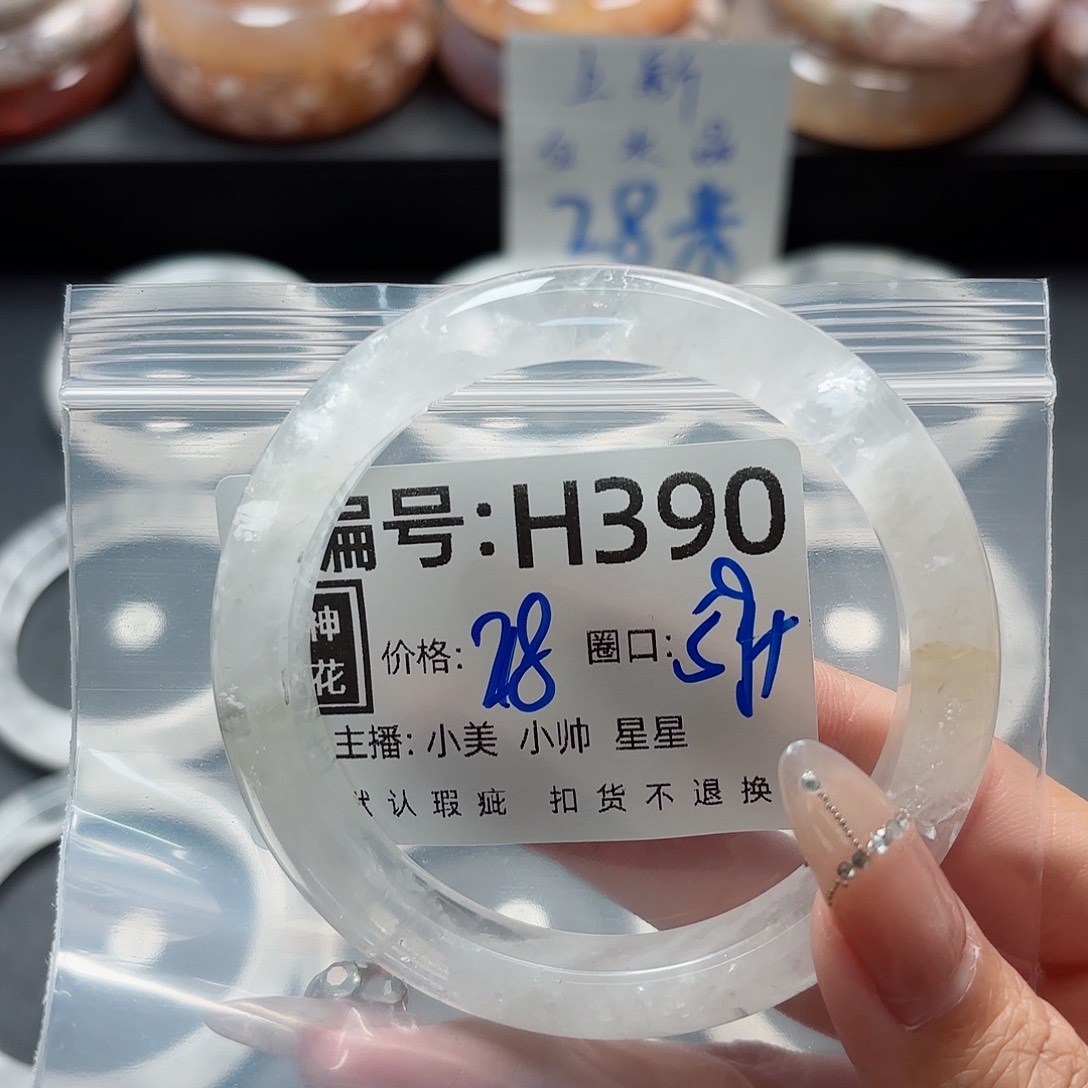 28
编号:H390
神花
价格: 28 圈口:
主播: 小美 小帅 星星
默认瑕疵 扣货不退换